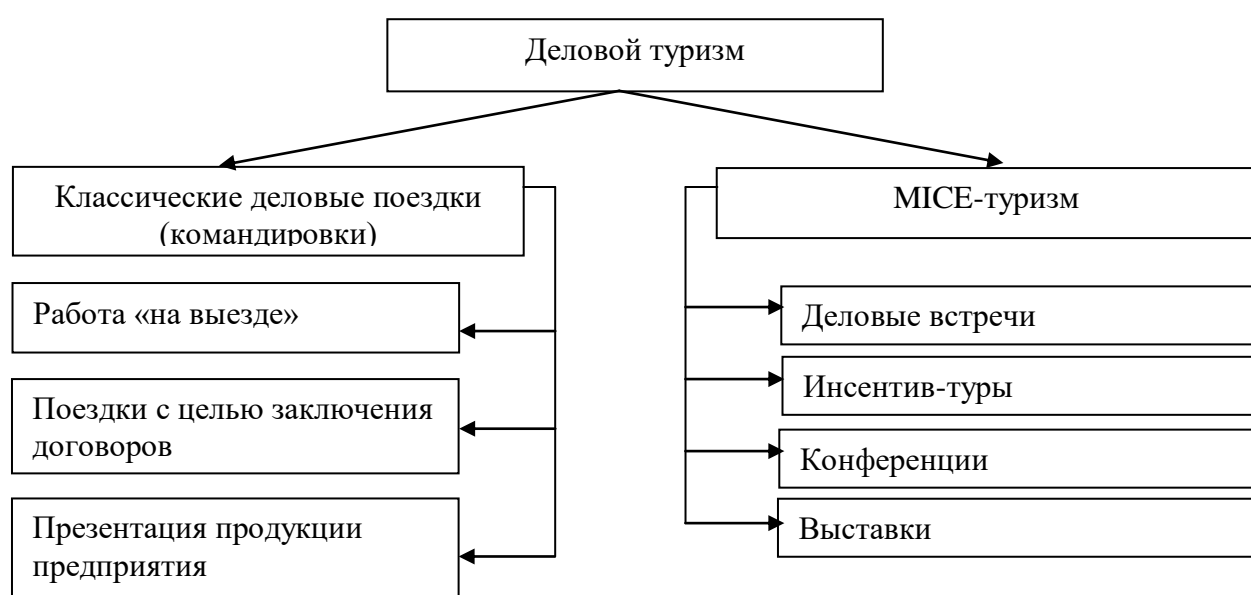 Деловой туризм
Классические деловые поездки
(командировки)
Работа «на выезде»
Поездки с целью заключения
договоров
Презентация продукции
предприятия
MICE-туризм
Деловые встречи
Инсентив-туры
Конференции
Выставки